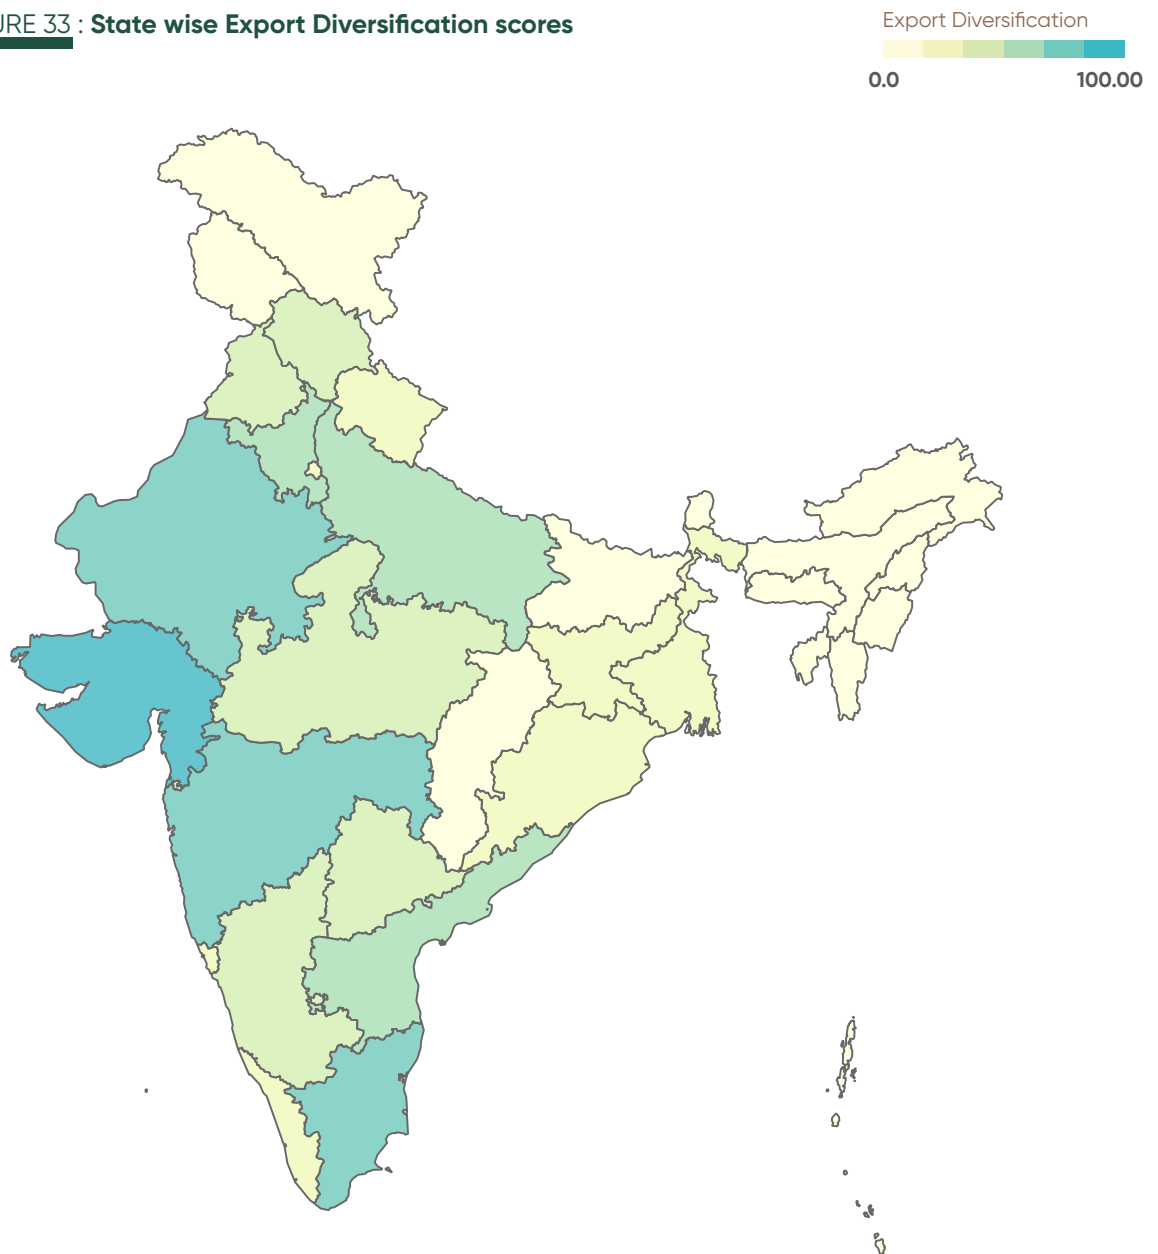 URE 33 : State wise Export Diversification scores
Export Diversification
0.0 100.00